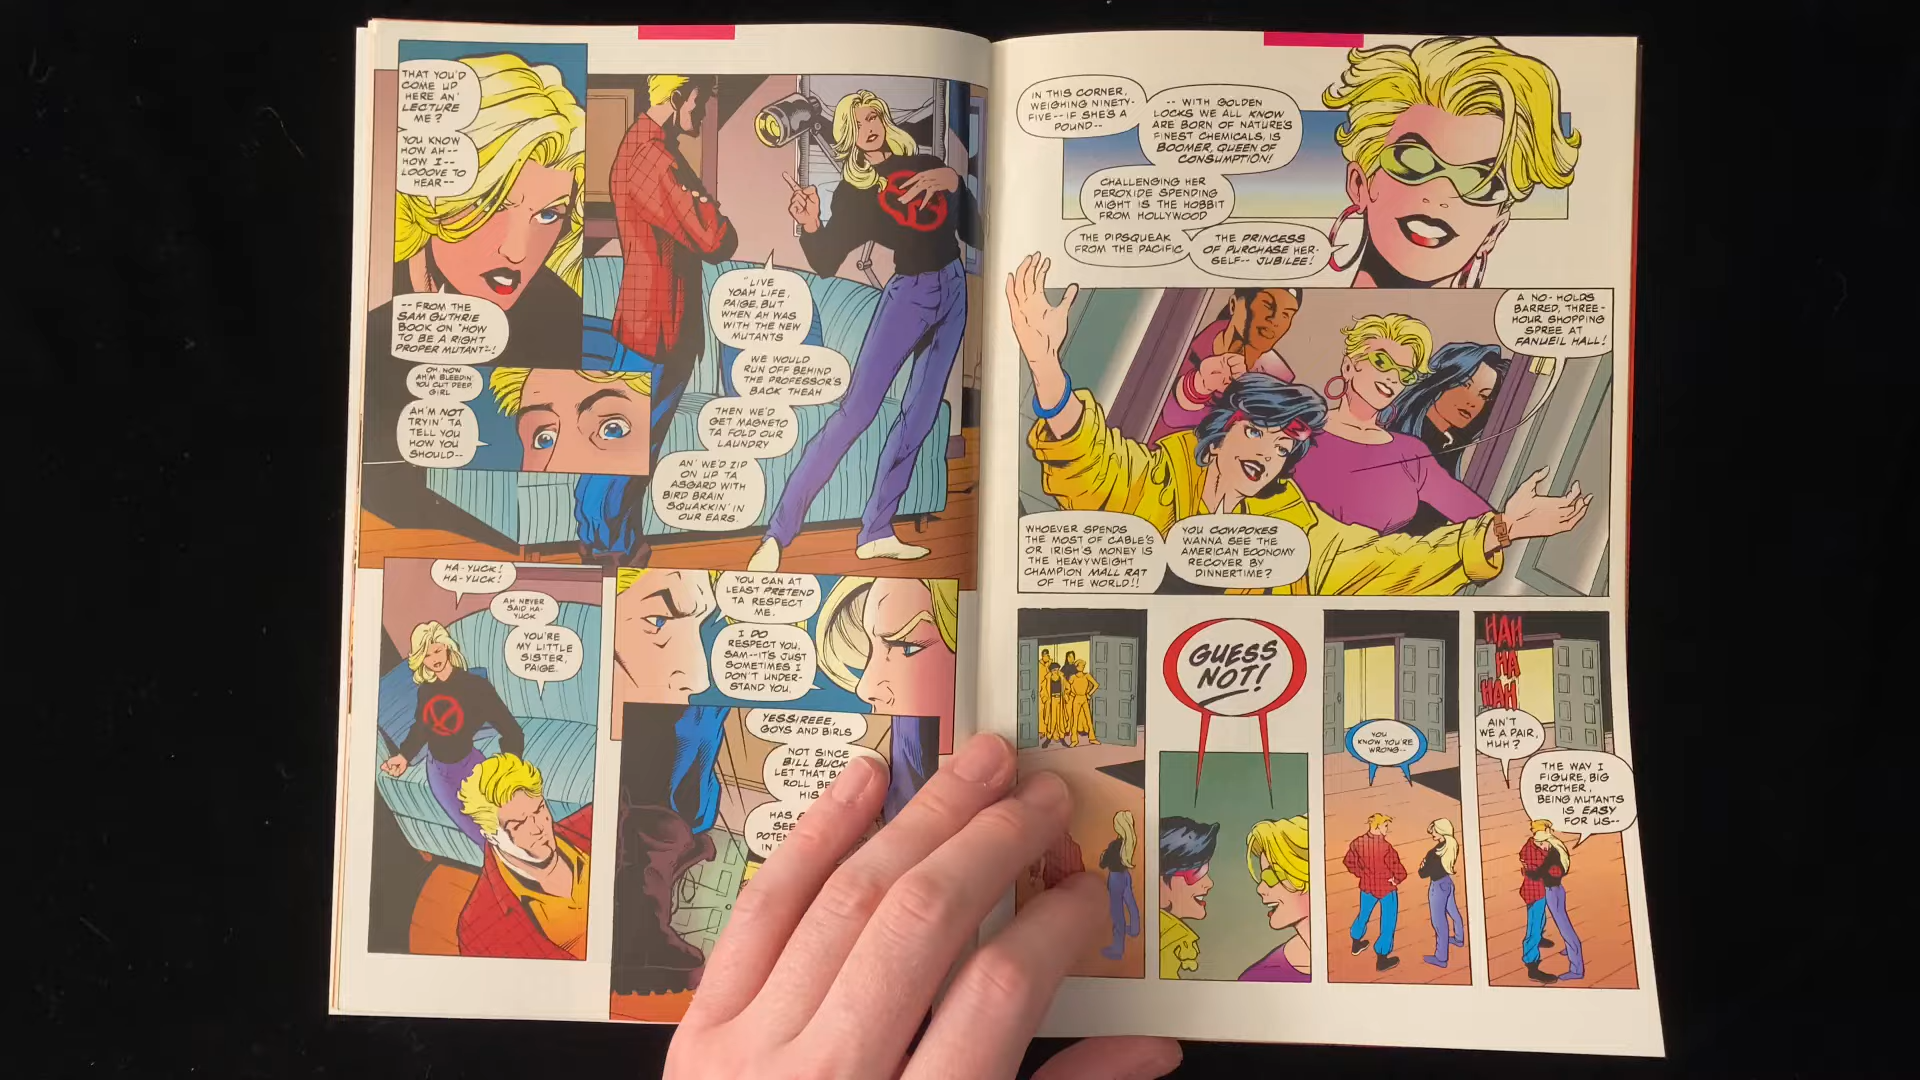 THAT YOU'D
COME UP
HERE AN'
LECTURE
ME?
YOU KNOW
HOW AH--
HOW I--
LOOOVE TO
HEAR--
-- FROM THE
SAM GUTHRIE
BOOK ON "HOW
TO BE A RIGHT
PROPER MUTANT"!
OH, NOW
AH'M BLEEDIN'
YOU CUT DEEP,
GIRL
AH'M NOT
TRYIN' TA
TELL YOU
HOW YOU
SHOULD--
"LIVE
YOAH LIFE,
PAIGE, BUT
WHEN AH WAS
WITH THE NEW
MUTANTS
WE WOULD
RUN OFF BEHIND
THE PROFESSOR'S
BACK THEAH
THEN WE'D
GET MAGNETO
TA FOLD OUR
LAUNDRY
AN' WE'D ZIP
ON UP TA
ASGARD WITH
BIRD BRAIN
SQUAKKIN' IN
OUR EARS.
HA-YUCK!
HA-YUCK!
AH NEVER
SAID HA-
YUCK
YOU'RE
MY LITTLE
SISTER,
PAIGE.
YOU CAN AT
LEAST PRETEND
TA RESPECT
ME.
I DO
RESPECT YOU,
SAM--IT'S JUST
SOMETIMES I
DON'T UNDER-
STAND YOU.
YESSIREEE,
GOYS AND BIRLS
NOT SINCE
BILL BUCK
LET THAT
ROLL
HAS
IN THIS CORNER,
WEIGHING NINETY-
FIVE--IF SHE'S A
POUND--
-- WITH GOLDEN
LOCKS WE ALL KNOW
ARE BORN OF NATURE'S
FINEST CHEMICALS, IS
BOOMER, QUEEN OF
CONSUMPTION!
CHALLENGING HER
PEROXIDE SPENDING
MIGHT IS THE HOBBIT
FROM HOLLYWOOD
THE DIPSQUEAK
FROM THE PACIFIC
THE PRINCESS
OF PURCHASE HER-
SELF-- JUBILEE!
A NO-HOLDS
BARRED, THREE-
HOUR SHOPPING
SPREE AT
FANUEIL HALL!
WHOEVER SPENDS
THE MOST OF CABLE'S
OR IRISH'S MONEY IS
THE HEAVYWEIGHT
CHAMPION MALL RAT
OF THE WORLD!!
YOU COWPOKES
WANNA SEE THE
AMERICAN ECONOMY
RECOVER BY
DINNERTIME?
GUESS
NOT!
YOU
KNOW YOU'RE
WRONG--
HAH
HA
HAH
AIN'T
WE A PAIR,
HUH?
THE WAY I
FIGURE, BIG
BROTHER,
BEING MUTANTS
IS EASY
FOR US--